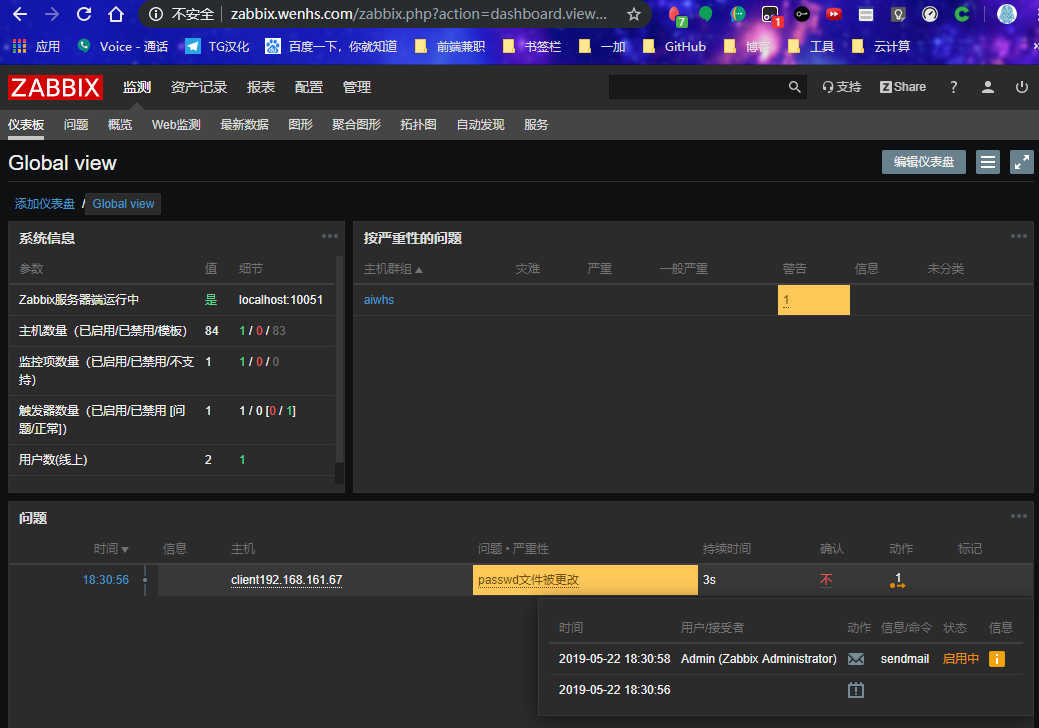 不安全 zabbix.wenhs.com/zabbix.php?action=dashboard.view...
7 1
应用 Voice - 通话 TG汉化 百度一下，你就知道 前端兼职 书签栏 一加 GitHub 博客 工具 云计算
ZABBIX 监测 资产记录 报表 配置 管理 支持 Z Share ?
仪表板 问题 概览 Web监测 最新数据 图形 聚合图形 拓扑图 自动发现 服务
Global view 编辑仪表盘
添加仪表盘 / Global view
系统信息
参数 值 细节
Zabbix服务器端运行中 是 localhost:10051
主机数量（已启用/已禁用/模板） 84 1 / 0 / 83
监控项数量（已启用/已禁用/不支 1 1 / 0 / 0
持）
触发器数量（已启用/已禁用 [问 1 1 / 0 [0 / 1]
题/正常]）
用户数(线上) 2 1
按严重性的问题
主机群组 灾难 严重 一般严重 警告 信息 未分类
aiwhs 1
问题
时间 信息 主机 问题 • 严重性 持续时间 确认 动作 标记
18:30:56 client192.168.161.67 passwd文件被更改 3s 不 1
时间 用户/接受者 动作 信息/命令 状态 信息
2019-05-22 18:30:58 Admin (Zabbix Administrator) sendmail 启用中 i
2019-05-22 18:30:56